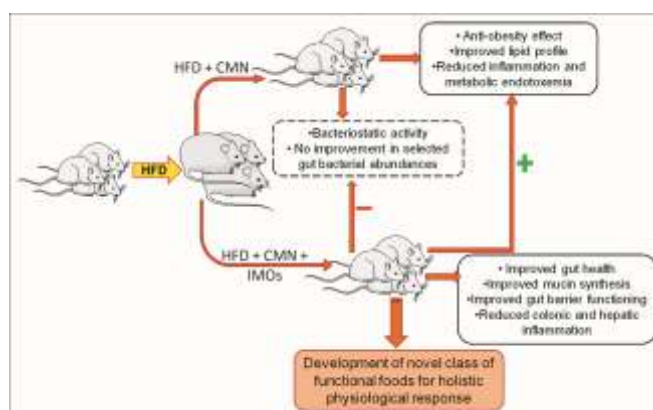 HFD + CMN
• Anti-obesity effect
• Improved lipid profile
• Reduced inflammation and
metabolic endotoxemia
• Bacteriostatic activity
• No improvement in selected
gut bacterial abundances
HFD
+
−
HFD + CMN +
IMOs
• Improved gut health
• Improved mucin synthesis
• Improved gut barrier functioning
• Reduced colonic and hepatic
inflammation
Development of novel class of
functional foods for holistic
physiological response